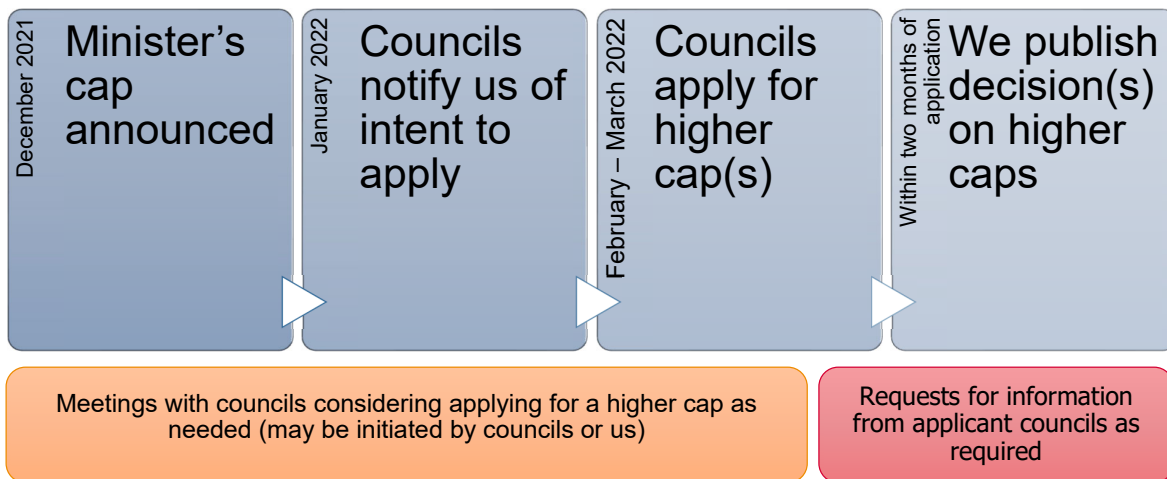 December 2021
Minister’s
cap
announced
January 2022
Councils
notify us of
intent to
apply
February – March 2022
Councils
apply for
higher
cap(s)
Within two months of
application
We publish
decision(s)
on higher
caps
Meetings with councils considering applying for a higher cap as
needed (may be initiated by councils or us)
Requests for information
from applicant councils as
required